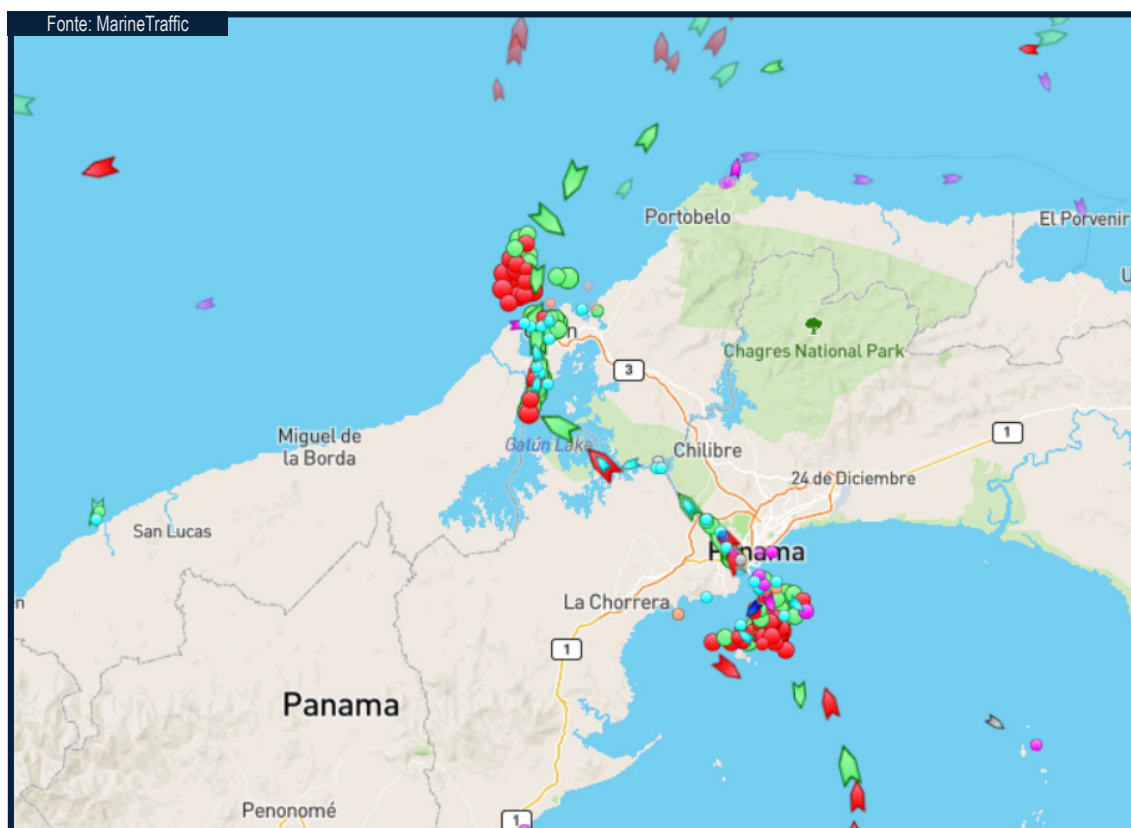 Fonte: MarineTraffic
Portobelo
El Porvenir
U
3
Chagres National Park
1
Miguel de
la Borda
Gatún Lake
Chilibre
24 de Diciembre
San Lucas
Panama
La Chorrera
1
Panama
Penonomé
1